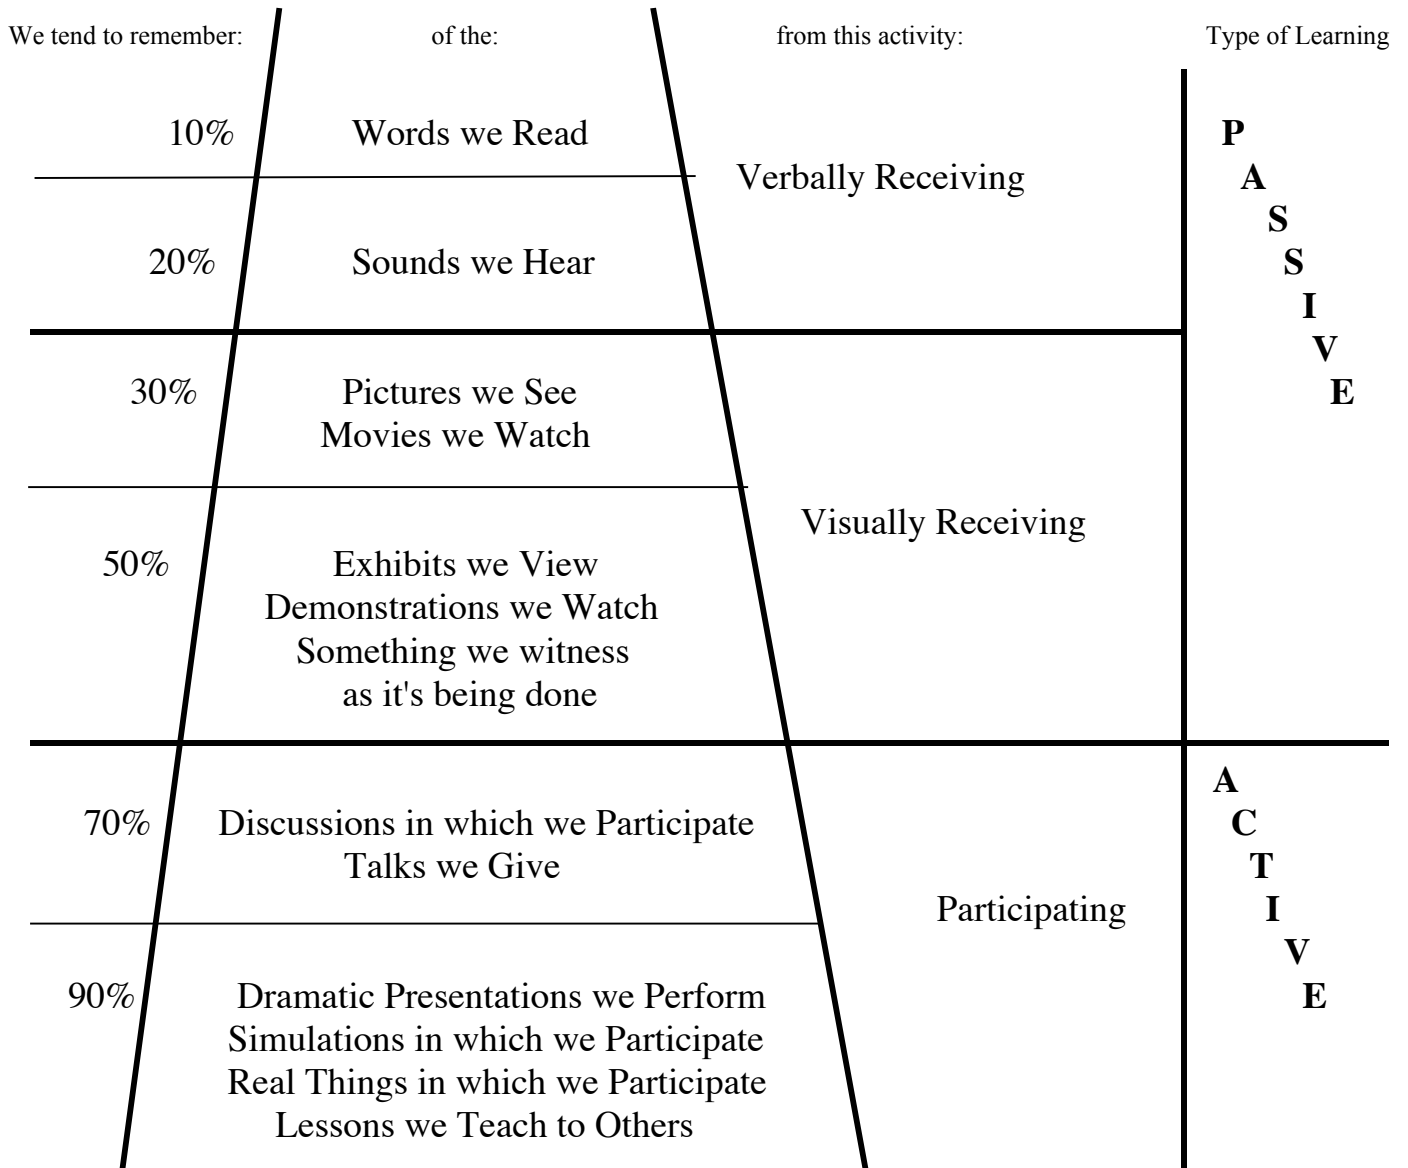 We tend to remember: of the: from this activity: Type of Learning
10% Words we Read
Verbally Receiving
20% Sounds we Hear
30% Pictures we See
Movies we Watch
Visually Receiving
50% Exhibits we View
Demonstrations we Watch
Something we witness
as it's being done
PASSIVE
70% Discussions in which we Participate
Talks we Give
Participating
90% Dramatic Presentations we Perform
Simulations in which we Participate
Real Things in which we Participate
Lessons we Teach to Others
ACTIVE